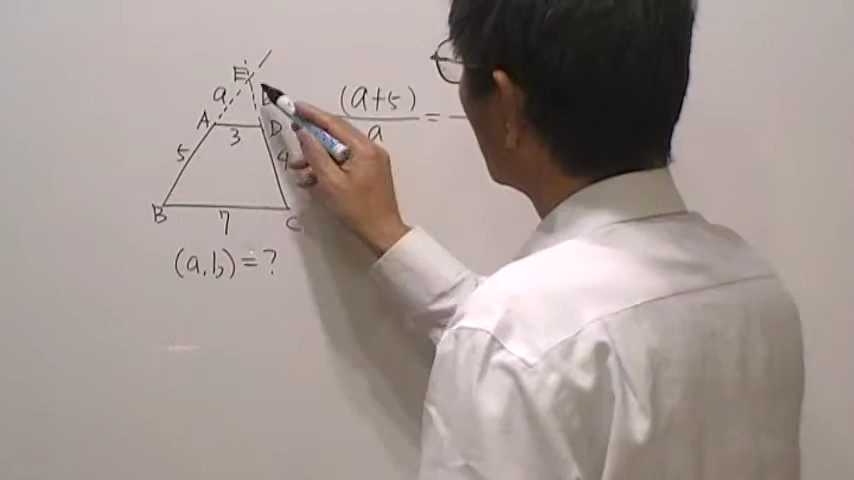 E
a
A
3
D
5
4
B
7
C
(a,b) = ?
(a+5)
a
=